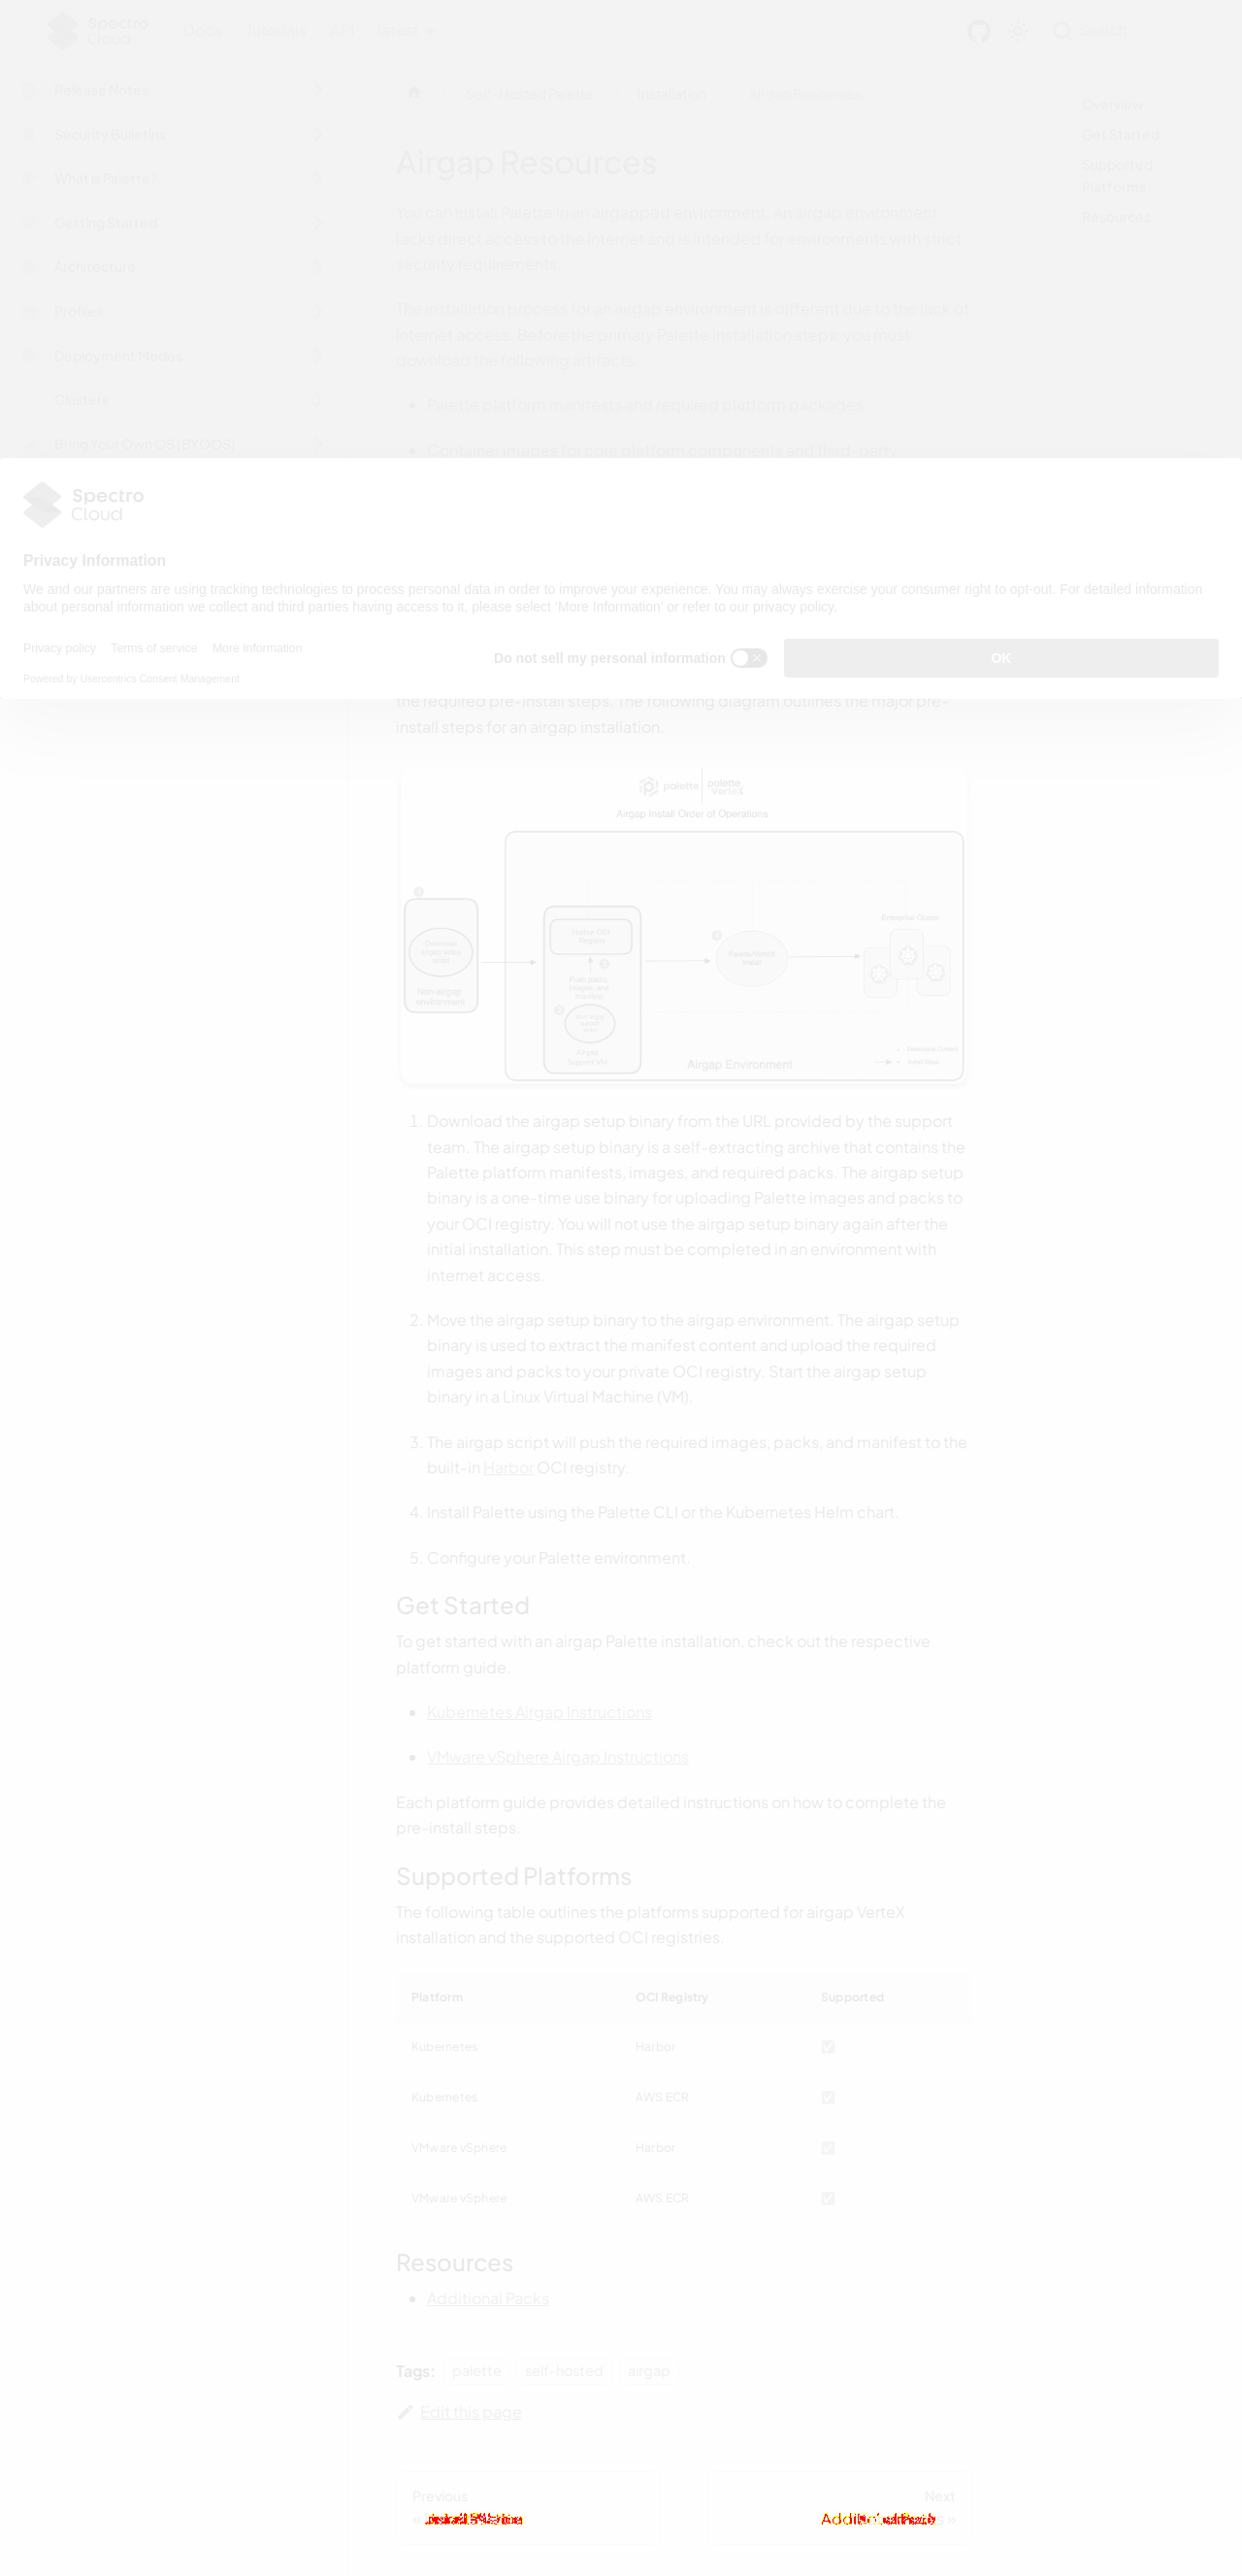 Spectro
Cloud
Docs Tutorials API latest
Search
Release Notes
Security Bulletins
What is Palette?
Getting Started
Architecture
Profiles
Deployment Modes
Clusters
Bring Your Own OS (BYOOS)
Self-Hosted Palette Installation Airgap Resources
Airgap Resources
You can install Palette in an airgapped environment. An airgap environment
lacks direct access to the internet and is intended for environments with strict
security requirements.
The installation process for an airgap environment is different due to the lack of
internet access. Before the primary Palette installation steps, you must
download the following artifacts.
Palette platform manifests and required platform packages.
Container images for core platform components and third-party
Overview
Get Started
Supported
Platforms
Resources
Spectro
Cloud
Privacy Information
We and our partners are using tracking technologies to process personal data in order to improve your experience. You may always exercise your consumer right to opt-out. For detailed information
about personal information we collect and third parties having access to it, please select 'More Information' or refer to our privacy policy.
Privacy policy Terms of service More Information
Powered by Usercentrics Consent Management
Do not sell my personal information
OK
the required pre-install steps. The following diagram outlines the major pre-
install steps for an airgap installation.
palette palette
VerteX
Airgap Install Order of Operations
1
Download
airgap setup
script
Non-airgap
environment
Harbor OCI
Registry
3
Push packs,
images, and
manifest
2
Start airgap
support
script
Airgap
Support VM
4
Palette/VerteX
Install
Enterprise Cluster
Airgap Environment
Install Steps
1. Download the airgap setup binary from the URL provided by the support
team. The airgap setup binary is a self-extracting archive that contains the
Palette platform manifests, images, and required packs. The airgap setup
binary is a one-time use binary for uploading Palette images and packs to
your OCI registry. You will not use the airgap setup binary again after the
initial installation. This step must be completed in an environment with
internet access.
2. Move the airgap setup binary to the airgap environment. The airgap setup
binary is used to extract the manifest content and upload the required
images and packs to your private OCI registry. Start the airgap setup
binary in a Linux Virtual Machine (VM).
3. The airgap script will push the required images, packs, and manifest to the
built-in Harbor OCI registry.
4. Install Palette using the Palette CLI or the Kubernetes Helm chart.
5. Configure your Palette environment.
Get Started
To get started with an airgap Palette installation, check out the respective
platform guide.
Kubernetes Airgap Instructions
VMware vSphere Airgap Instructions
Each platform guide provides detailed instructions on how to complete the
pre-install steps.
Supported Platforms
The following table outlines the platforms supported for airgap VerteX
installation and the supported OCI registries.
Platform OCI Registry Supported
Kubernetes Harbor ☑
Kubernetes AWS ECR ☑
VMware vSphere Harbor ☑
VMware vSphere AWS ECR ☑
Resources
Additional Packs
Tags: palette self-hosted airgap
Edit this page
Previous
Next